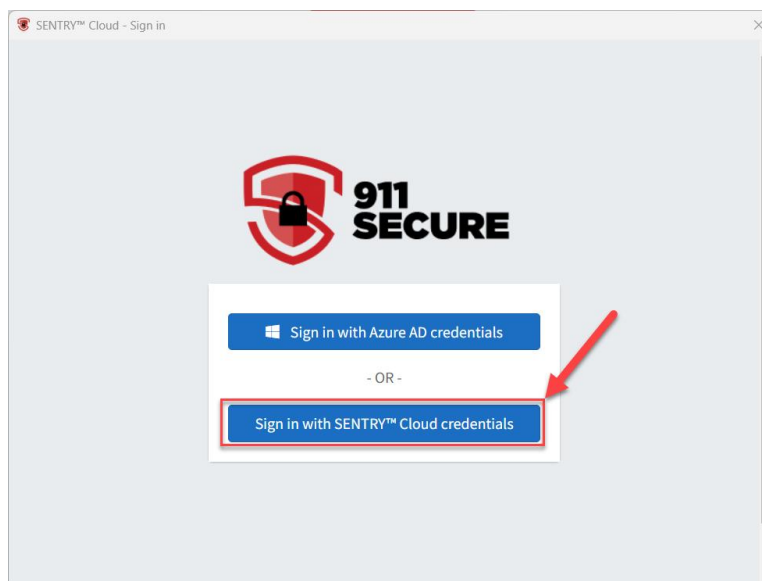 SENTRY™ Cloud - Sign in
911
SECURE
Sign in with Azure AD credentials
- OR -
Sign in with SENTRY™ Cloud credentials